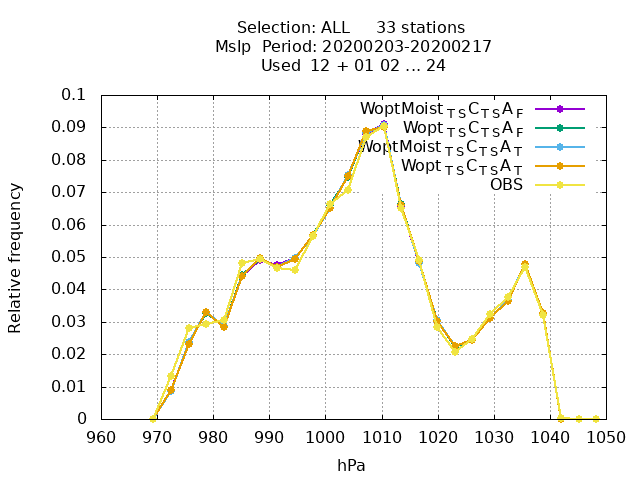 Selection: ALL 33 stations
Mslp Period: 20200203-20200217
Used 12 + 01 02 ... 24
0.1
0.09
0.08
0.07
0.06
0.05
0.04
0.03
0.02
0.01
0
Relative frequency
WoptMoist TS C TS A F
Wopt TS C TS A F
WoptMoist TS C TS A T
Wopt TS C TS A T
OBS
960 970 980 990 1000 1010 1020 1030 1040 1050
hPa